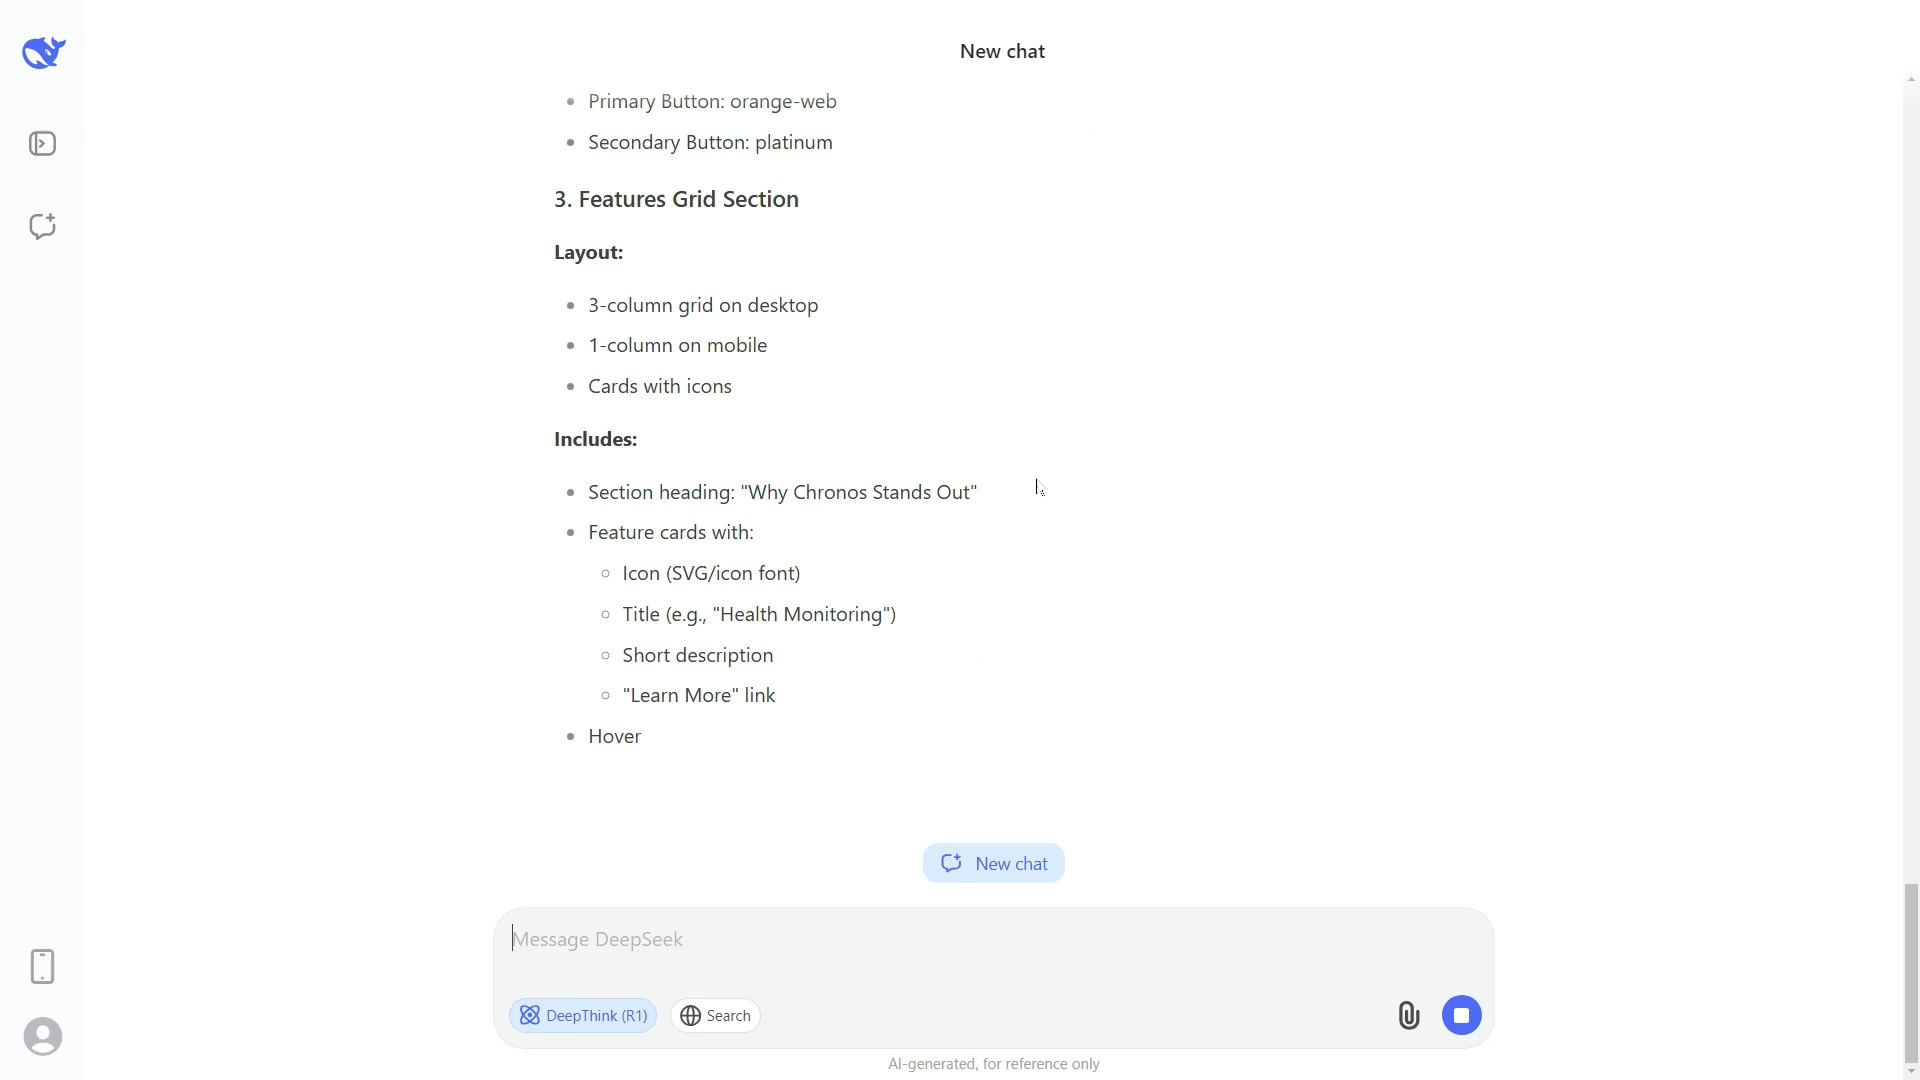 New chat
Primary Button: orange-web
Secondary Button: platinum
3. Features Grid Section
Layout:
3-column grid on desktop
1-column on mobile
Cards with icons
Includes:
Section heading: "Why Chronos Stands Out"
Feature cards with:
Icon (SVG/icon font)
Title (e.g., "Health Monitoring")
Short description
"Learn More" link
Hover
New chat
Message DeepSeek
DeepThink (R1) Search
AI-generated, for reference only